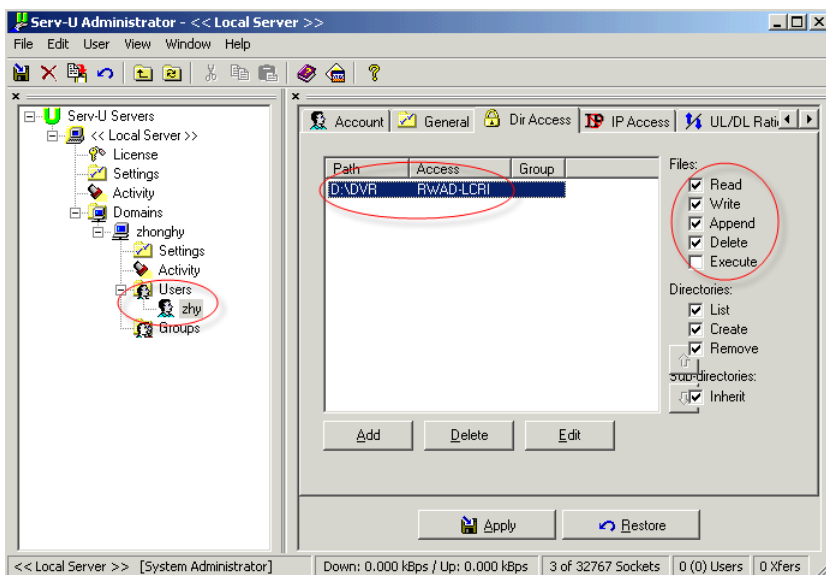 Serv-U Administrator - << Local Server >>
File Edit User View Window Help
Serv-U Servers
<< Local Server >>
License
Settings
Activity
Domains
zhonghy
Settings
Activity
Users
zhy
Groups
Account General Dir Access IP Access UL/DL Rati
Path Access Group
D:\DVR RWAD-LCRI
Files:
Read
Write
Append
Delete
Execute
Directories:
List
Create
Remove
Sub-directories:
Inherit
Add Delete Edit
Apply Restore
<< Local Server >> [System Administrator] Down: 0.000 kBps / Up: 0.000 kBps 3 of 32767 Sockets 0 (0) Users 0 Xfers